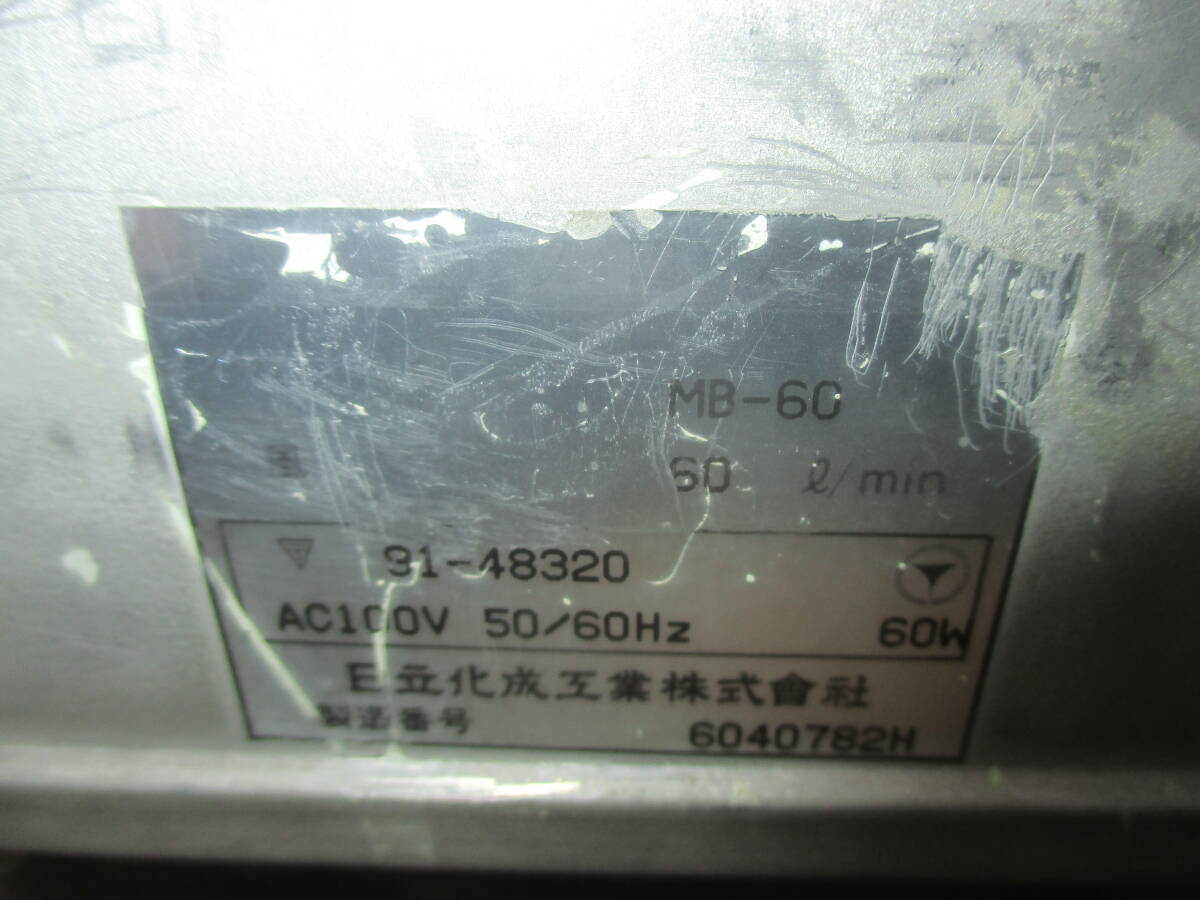 MB-60
60 ℓ/min
91-48320
AC100V 50/60Hz 60W
日立化成工業株式會社
製造番号 6040782H